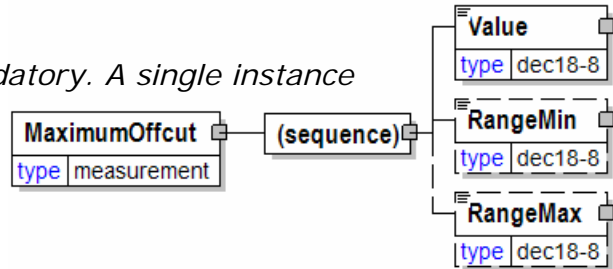 Value
type dec18-8
datory. A single instance
MaximumOffcut
type measurement
(sequence)
RangeMin
type dec18-8
RangeMax
type dec18-8